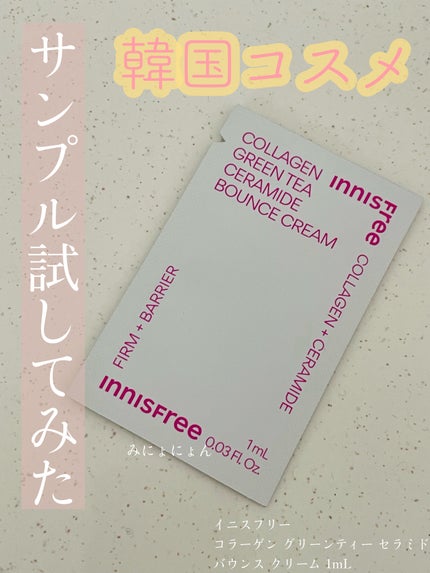 韓国コスメ
サンプル試してみた
COLLAGEN
GREEN TEA
CERAMIDE
BOUNCE CREAM
innisfree
COLLAGEN + CERAMIDE
FIRM + BARRIER
innisfree
1 mL
0.03 Fl. Oz.
みにょにょん
イニスフリー
コラーゲン グリーンティー セラミド
バウンス クリーム 1mL